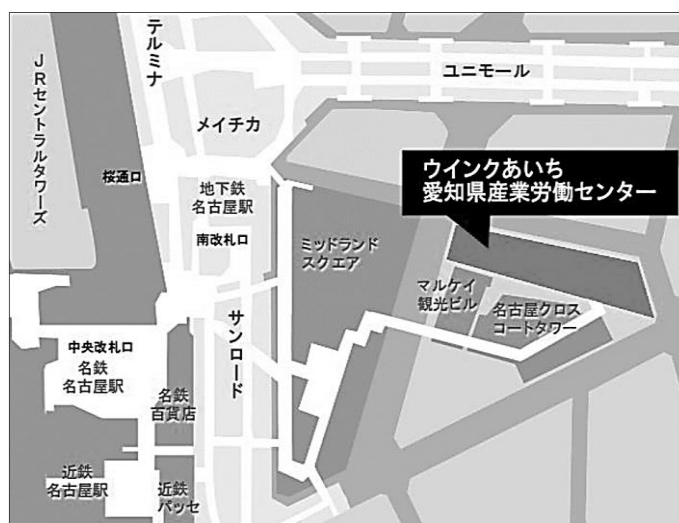 テルミナ
JRセントラルタワーズ
ユニモール
メイチカ
桜通口
地下鉄
名古屋駅
南改札口
ウインクあいち
愛知県産業労働センター
ミッドランド
スクエア
マルケイ
観光ビル
名古屋クロス
コートタワー
サンロード
中央改札口
名鉄
名古屋駅
名鉄
百貨店
近鉄
名古屋駅
近鉄
パッセ